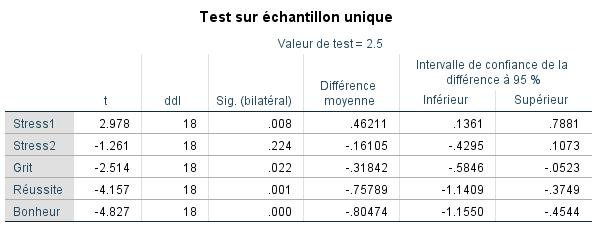 Test sur échantillon unique
Valeur de test = 2.5
Intervalle de confiance de la
différence à 95 %
Différence
moyenne
t ddl Sig. (bilatéral) Inférieur Supérieur
Stress1 2.978 18 .008 .46211 .1361 .7881
Stress2 -1.261 18 .224 -.16105 -.4295 .1073
Grit -2.514 18 .022 -.31842 -.5846 -.0523
Réussite -4.157 18 .001 -.75789 -1.1409 -.3749
Bonheur -4.827 18 .000 -.80474 -1.1550 -.4544